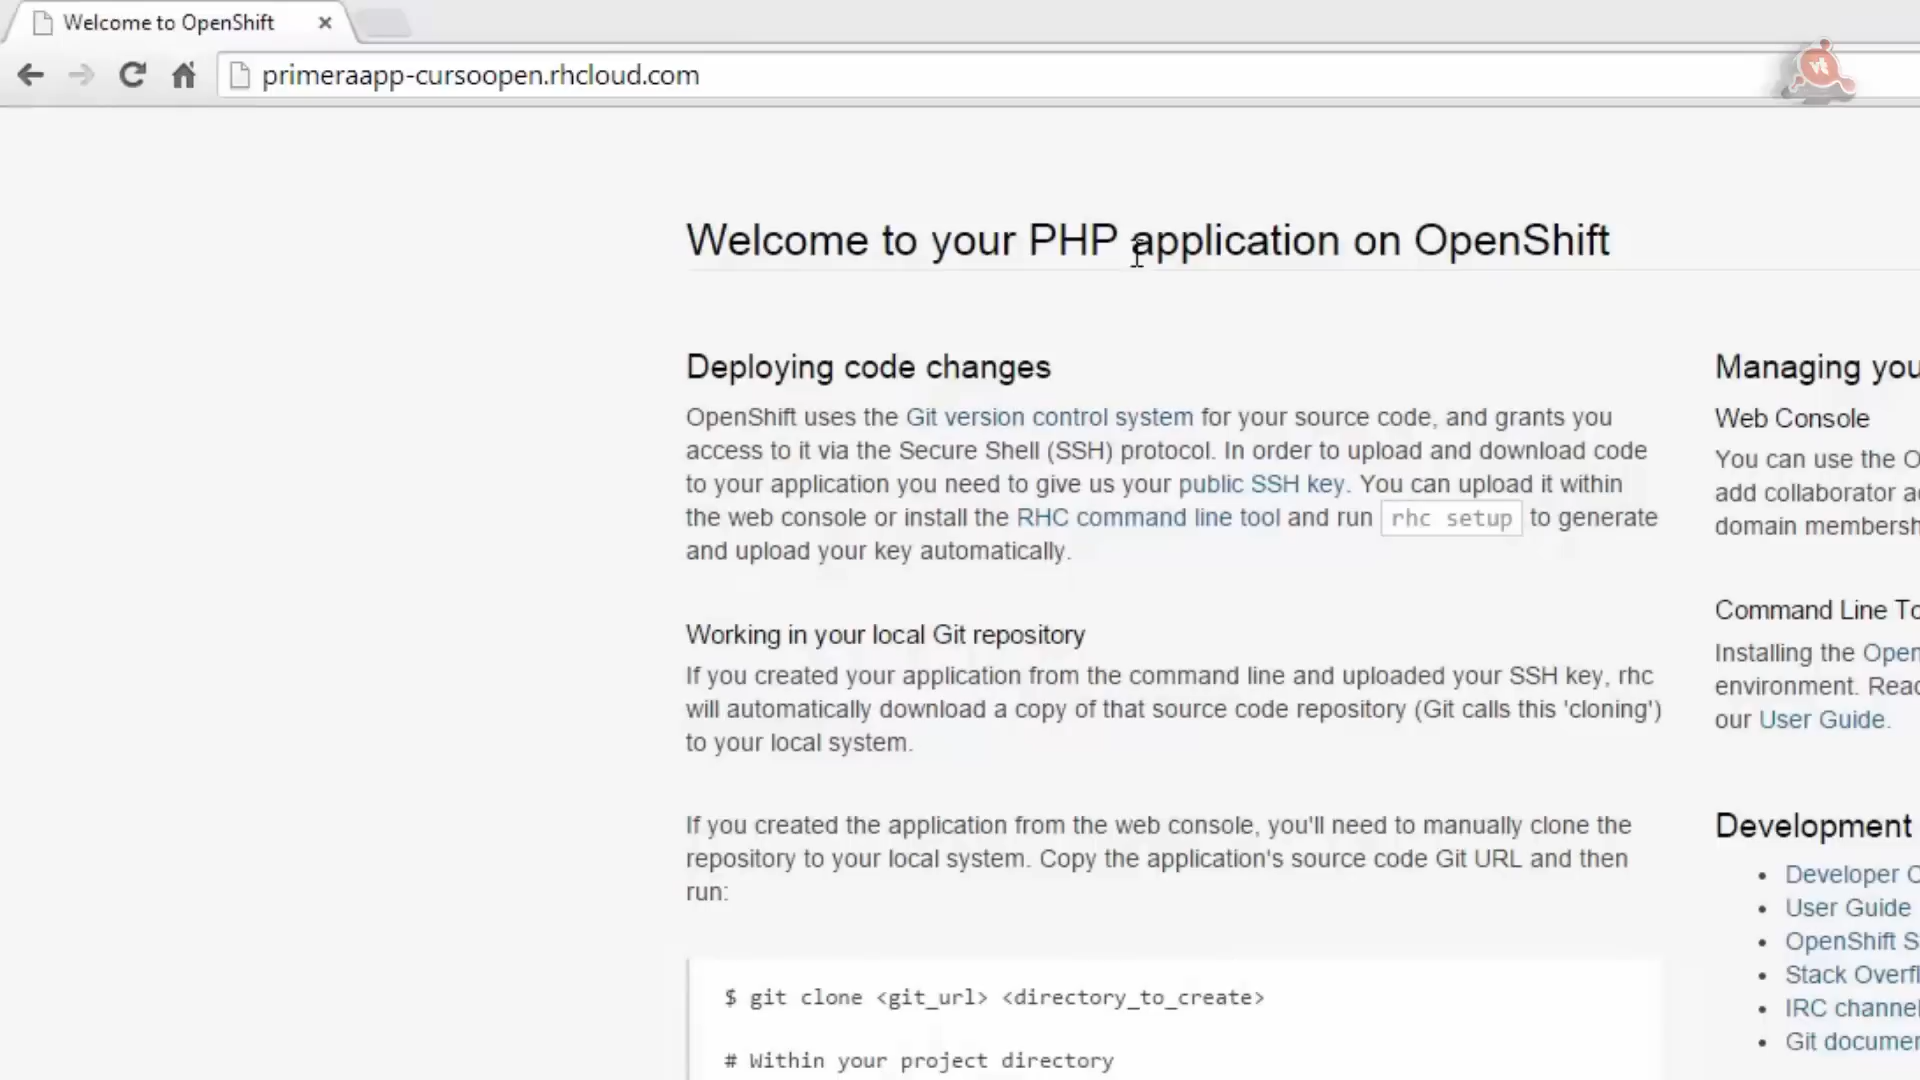 Welcome to OpenShift
primeraapp-cursoopen.rhcloud.com
vt
Welcome to your PHP application on OpenShift
Deploying code changes
OpenShift uses the Git version control system for your source code, and grants you
access to it via the Secure Shell (SSH) protocol. In order to upload and download code
to your application you need to give us your public SSH key. You can upload it within
the web console or install the RHC command line tool and run rhc setup to generate
and upload your key automatically.
Working in your local Git repository
If you created your application from the command line and uploaded your SSH key, rhc
will automatically download a copy of that source code repository (Git calls this 'cloning')
to your local system.
If you created the application from the web console, you'll need to manually clone the
repository to your local system. Copy the application's source code Git URL and then
run:
$ git clone <git_url> <directory_to_create>
# Within your project directory
Managing you
Web Console
You can use the O
add collaborator a
domain membersh
Command Line To
Installing the Open
environment. Read
our User Guide.
Development
Developer C
User Guide
OpenShift S
Stack Overfl
IRC channel
Git documen